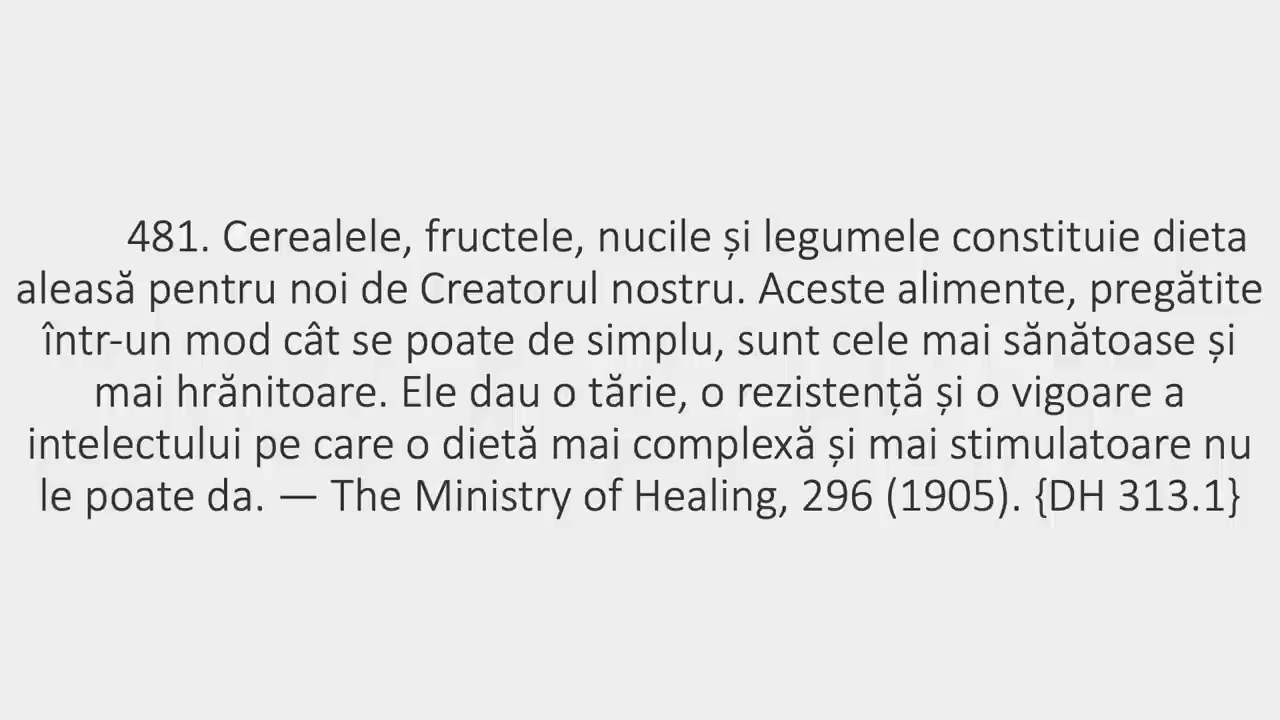 481. Cerealele, fructele, nucile și legumele constituie dieta
aleasă pentru noi de Creatorul nostru. Aceste alimente, pregătite
într-un mod cât se poate de simplu, sunt cele mai sănătoase și
mai hrănitoare. Ele dau o tărie, o rezistență și o vigoare a
intelectului pe care o dietă mai complexă și mai stimulatoare nu
le poate da. — The Ministry of Healing, 296 (1905). {DH 313.1}